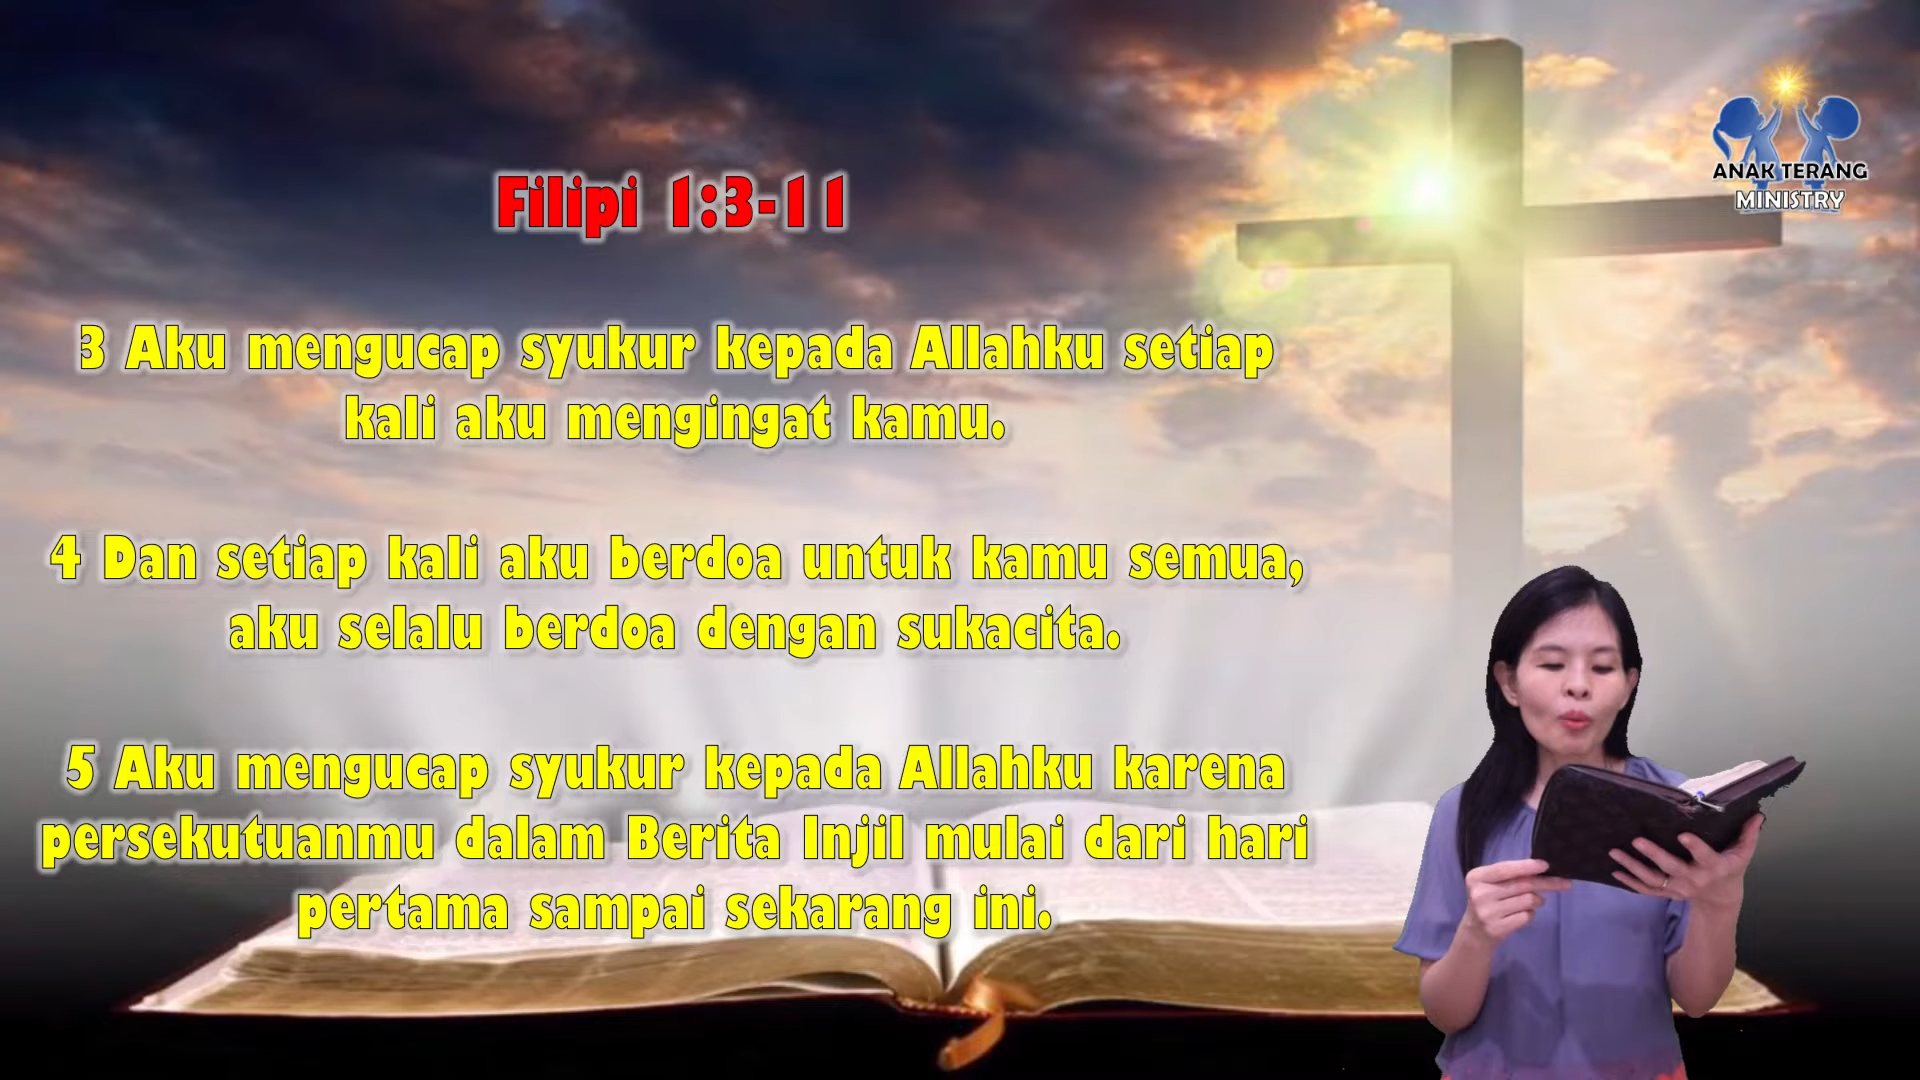 Filipi 1:3-11
3 Aku mengucap syukur kepada Allahku setiap
kali aku mengingat kamu.
4 Dan setiap kali aku berdoa untuk kamu semua,
aku selalu berdoa dengan sukacita.
5 Aku mengucap syukur kepada Allahku karena
persekutuanmu dalam Berita Injil mulai dari hari
pertama sampai sekarang ini.
ANAK TERANG
MINISTRY